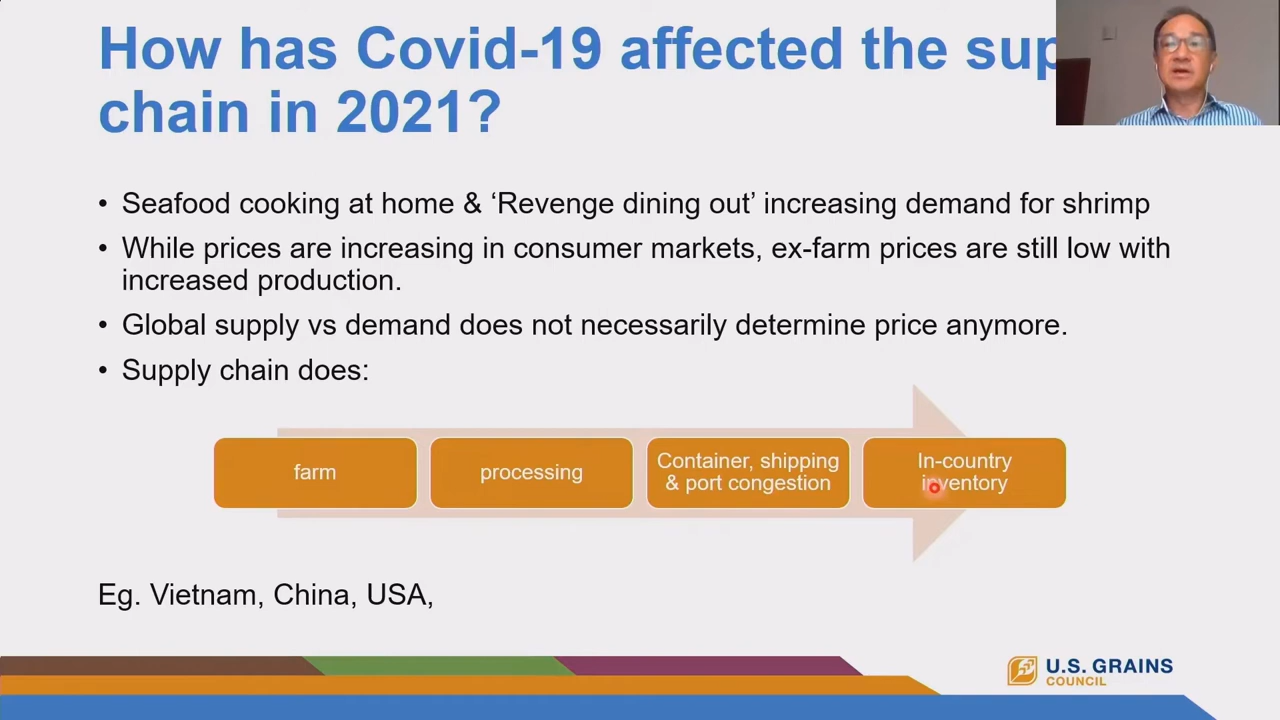 How has Covid-19 affected the sup
chain in 2021?
• Seafood cooking at home & ‘Revenge dining out’ increasing demand for shrimp
• While prices are increasing in consumer markets, ex-farm prices are still low with
increased production.
• Global supply vs demand does not necessarily determine price anymore.
• Supply chain does:
farm
processing
Container, shipping
& port congestion
In-country
inventory
Eg. Vietnam, China, USA,
U.S. GRAINS
COUNCIL